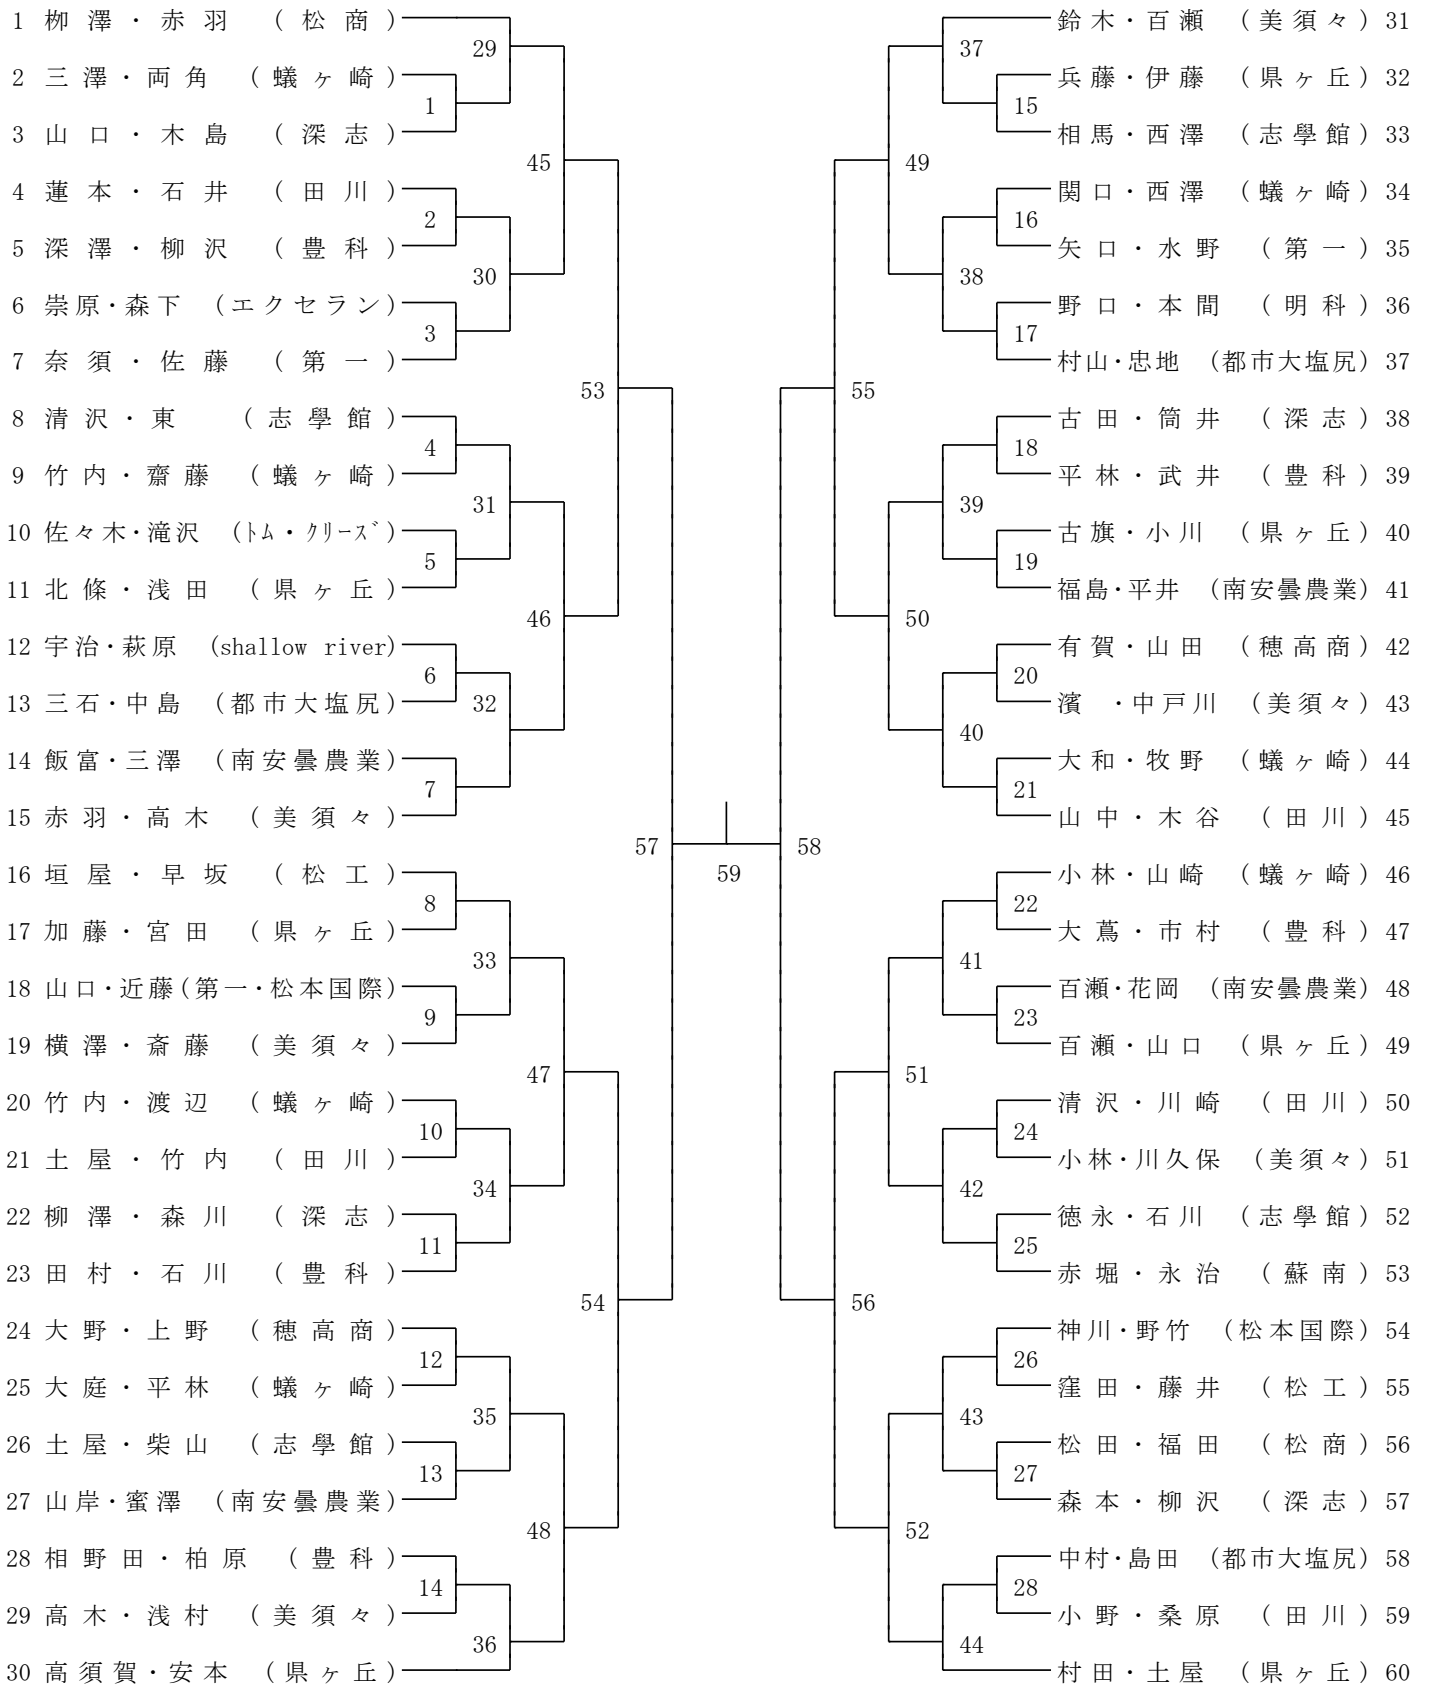 1 栁澤・赤羽 (松商)
2 三澤・両角 (蟻ヶ崎)
3 山口・木島 (深志)
4 蓮本・石井 (田川)
5 深澤・柳沢 (豊科)
6 崇原・森下 (エクセラン)
7 奈須・佐藤 (第一)
8 清沢・東 (志學館)
9 竹内・齋藤 (蟻ヶ崎)
10 佐々木・滝沢 (ﾄﾑ・ｸﾘｰｽﾞ)
11 北條・浅田 (県ヶ丘)
12 宇治・萩原 (shallow river)
13 三石・中島 (都市大塩尻)
14 飯富・三澤 (南安曇農業)
15 赤羽・高木 (美須々)
16 垣屋・早坂 (松工)
17 加藤・宮田 (県ヶ丘)
18 山口・近藤(第一・松本国際)
19 横澤・斎藤 (美須々)
20 竹内・渡辺 (蟻ヶ崎)
21 土屋・竹内 (田川)
22 柳澤・森川 (深志)
23 田村・石川 (豊科)
24 大野・上野 (穂高商)
25 大庭・平林 (蟻ヶ崎)
26 土屋・柴山 (志學館)
27 山岸・蜜澤 (南安曇農業)
28 相野田・柏原 (豊科)
29 高木・浅村 (美須々)
30 高須賀・安本 (県ヶ丘)
1
2
3
4
5
6
7
8
9
10
11
12
13
14
29
30
31
32
33
34
35
36
45
46
47
48
53
54
57
59
58
55
56
49
50
51
52
37
38
39
40
41
42
43
44
15
16
17
18
19
20
21
22
23
24
25
26
27
28
鈴木・百瀬 (美須々) 31
兵藤・伊藤 (県ヶ丘) 32
相馬・西澤 (志學館) 33
関口・西澤 (蟻ヶ崎) 34
矢口・水野 (第一) 35
野口・本間 (明科) 36
村山・忠地 (都市大塩尻) 37
古田・筒井 (深志) 38
平林・武井 (豊科) 39
古旗・小川 (県ヶ丘) 40
福島・平井 (南安曇農業) 41
有賀・山田 (穂高商) 42
濱 ・中戸川 (美須々) 43
大和・牧野 (蟻ヶ崎) 44
山中・木谷 (田川) 45
小林・山崎 (蟻ヶ崎) 46
大蔦・市村 (豊科) 47
百瀬・花岡 (南安曇農業) 48
百瀬・山口 (県ヶ丘) 49
清沢・川崎 (田川) 50
小林・川久保 (美須々) 51
徳永・石川 (志學館) 52
赤堀・永治 (蘇南) 53
神川・野竹 (松本国際) 54
窪田・藤井 (松工) 55
松田・福田 (松商) 56
森本・柳沢 (深志) 57
中村・島田 (都市大塩尻) 58
小野・桑原 (田川) 59
村田・土屋 (県ヶ丘) 60